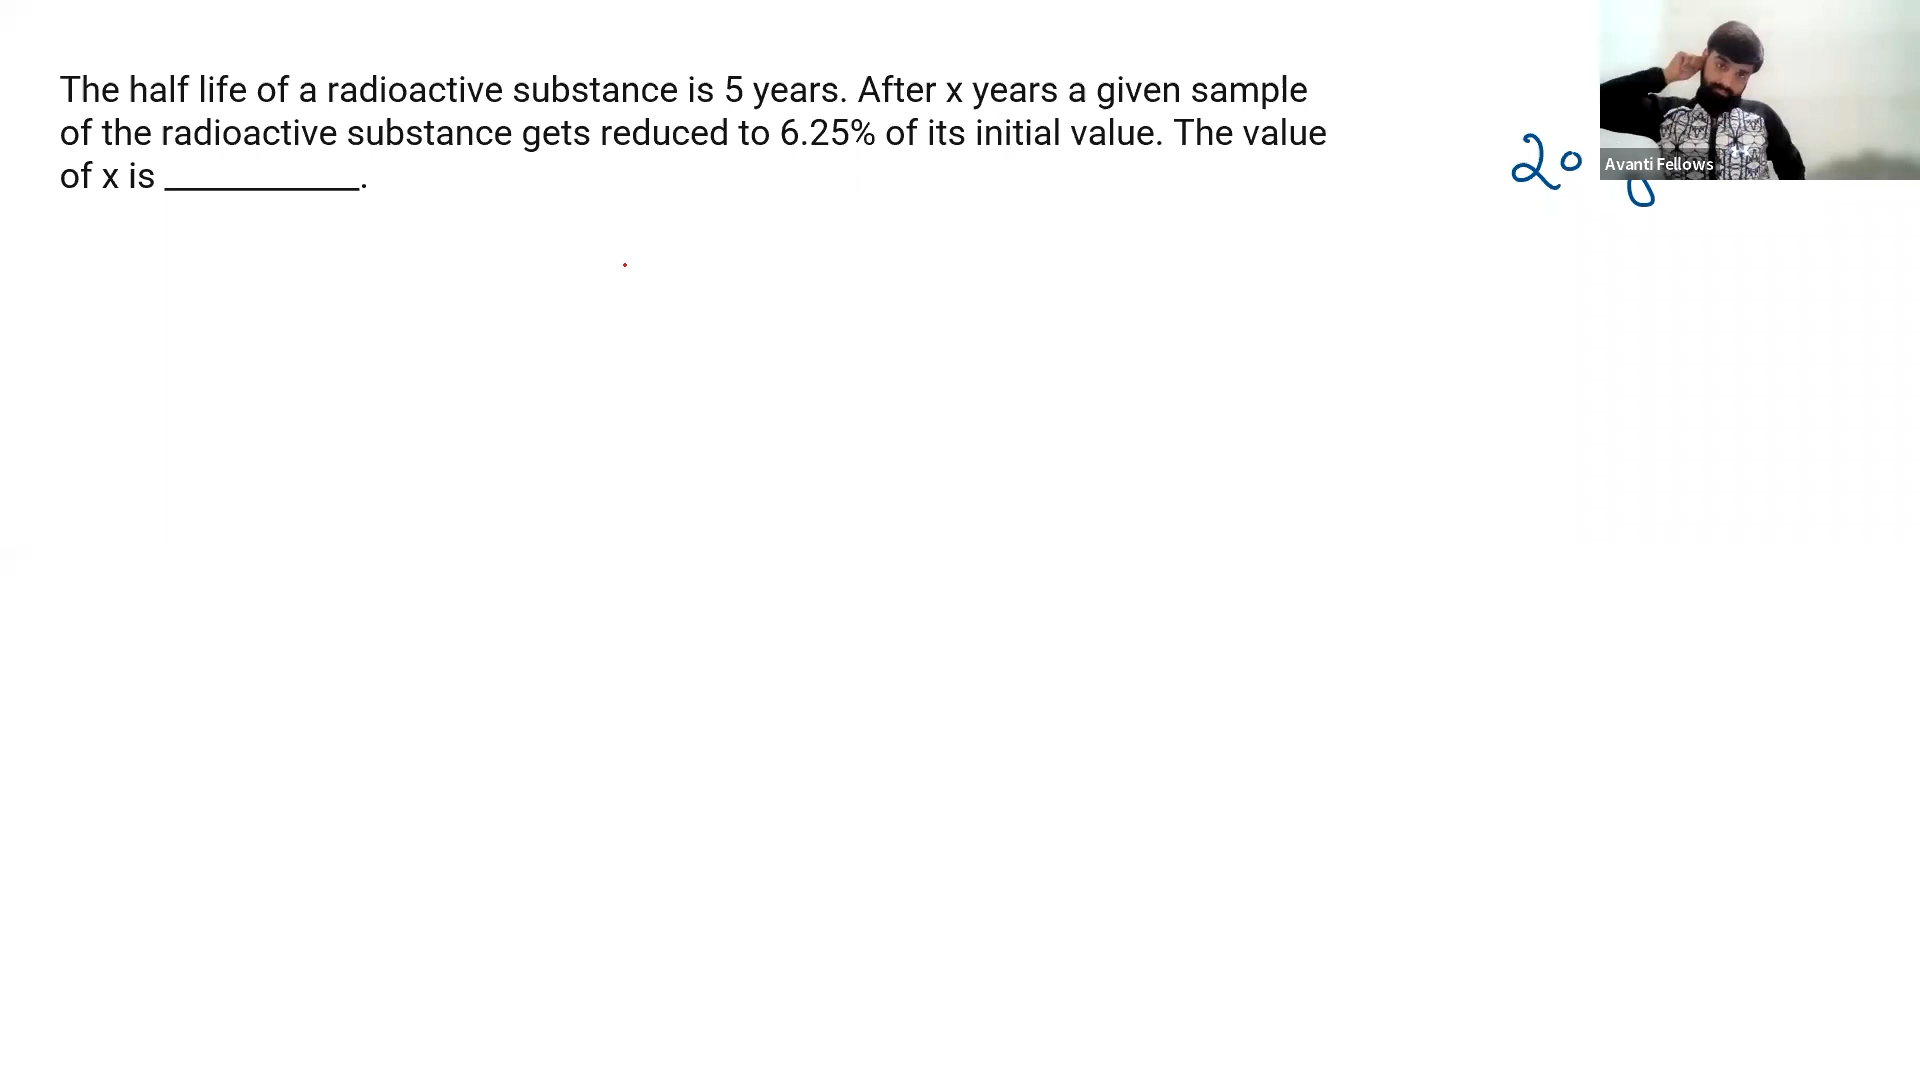 The half life of a radioactive substance is 5 years. After x years a given sample
of the radioactive substance gets reduced to 6.25% of its initial value. The value
of x is ___________.
20
Avanti Fellows